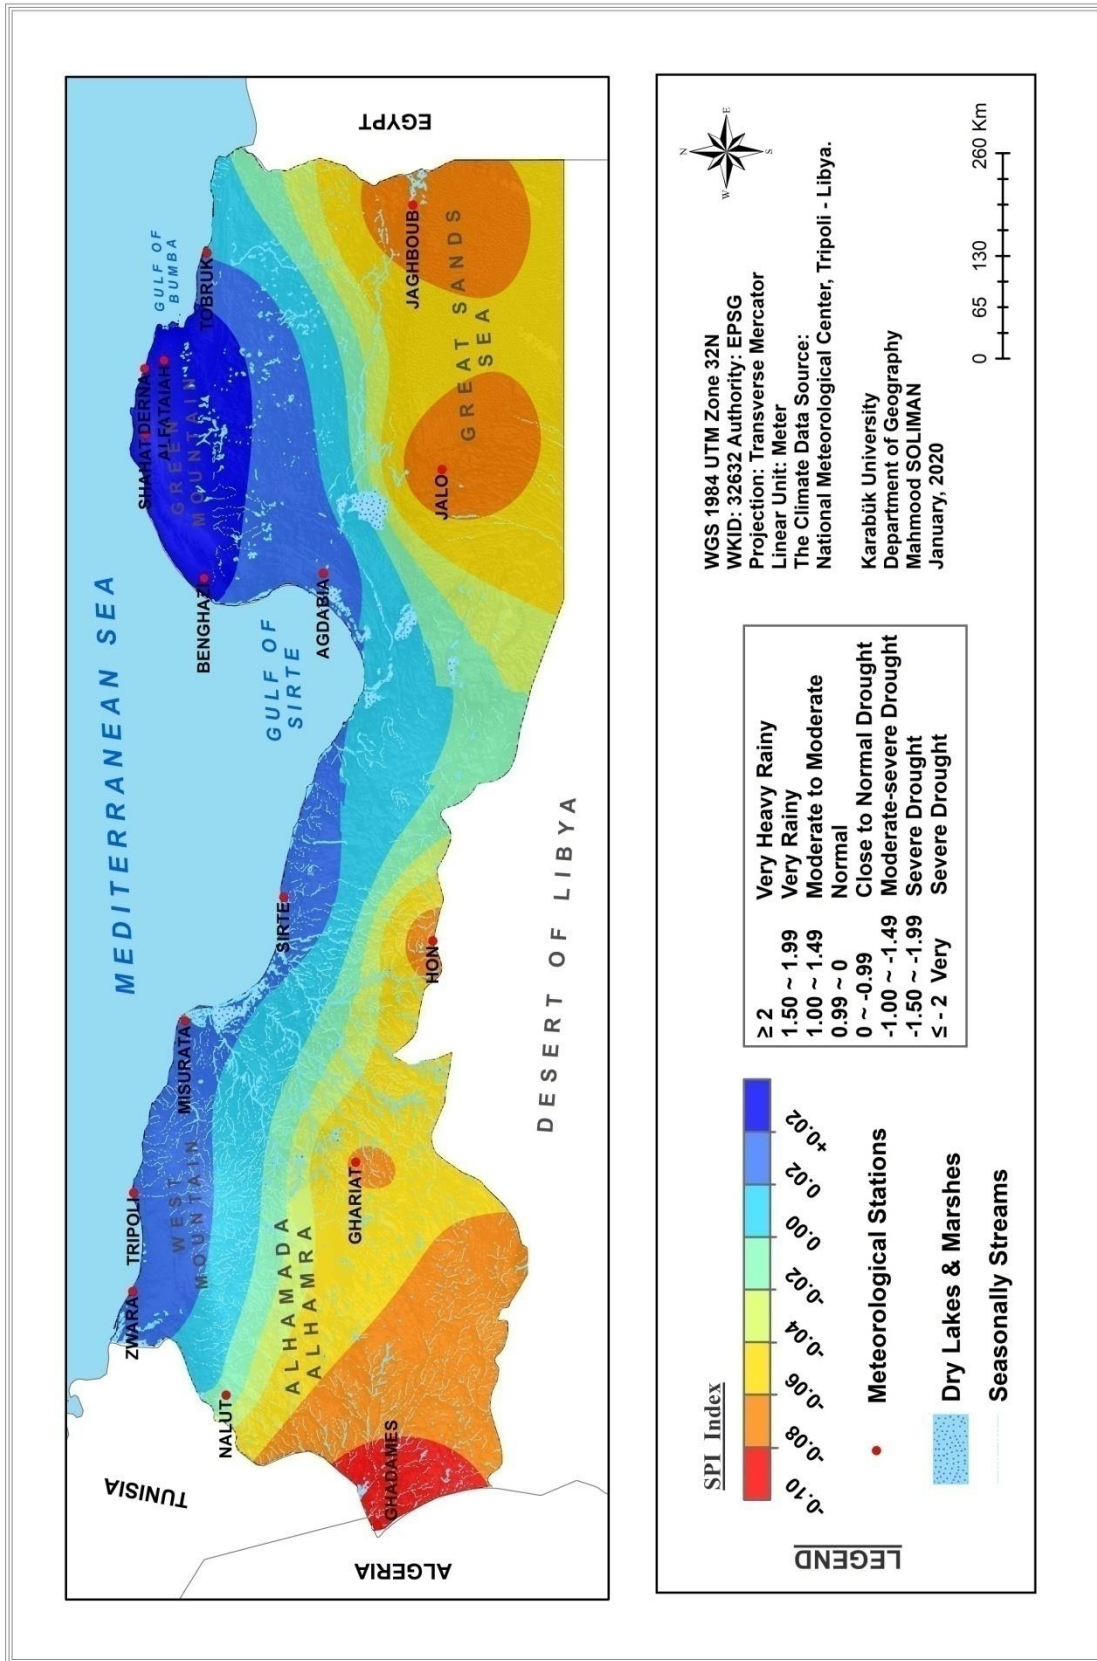 MEDITERRANEAN SEA
TUNISIA
ALGERIA
EGYPT
ZWARA
TRIPOLI
MISURATA
SIRTE
GULF OF
SIRTE
BENGHAZI
AGDABIA
SHAHAT
DERNA
ALFATAIAH
GREEN
MOUNTAIN
GULF OF
BUMBA
TOBRUK
WEST
MOUNTAIN
NALUT
ALHAMADA
ALHAMRA
GHADAMES
GHARIAT
HON
JALO
JAGHBOUB
GREAT SANDS
SEA
DESERT OF LIBYA
LEGEND
SPI Index
-0.10
-0.08
-0.06
-0.04
-0.02
0.00
0.02
+0.02
Meteorological Stations
Dry Lakes & Marshes
Seasonally Streams
≥ 2 Very Heavy Rainy
1.50 ~ 1.99 Very Rainy
1.00 ~ 1.49 Moderate to Moderate
0.99 ~ 0 Normal
0 ~ -0.99 Close to Normal Drought
-1.00 ~ -1.49 Moderate-severe Drought
-1.50 ~ -1.99 Severe Drought
≤ - 2 Very Severe Drought
WGS 1984 UTM Zone 32N
WKID: 32632 Authority: EPSG
Projection: Transverse Mercator
Linear Unit: Meter
The Climate Data Source:
National Meteorological Center, Tripoli - Libya.
Karabük University
Department of Geography
Mahmood SOLIMAN
January, 2020
N
W
E
S
0 65 130 260 Km